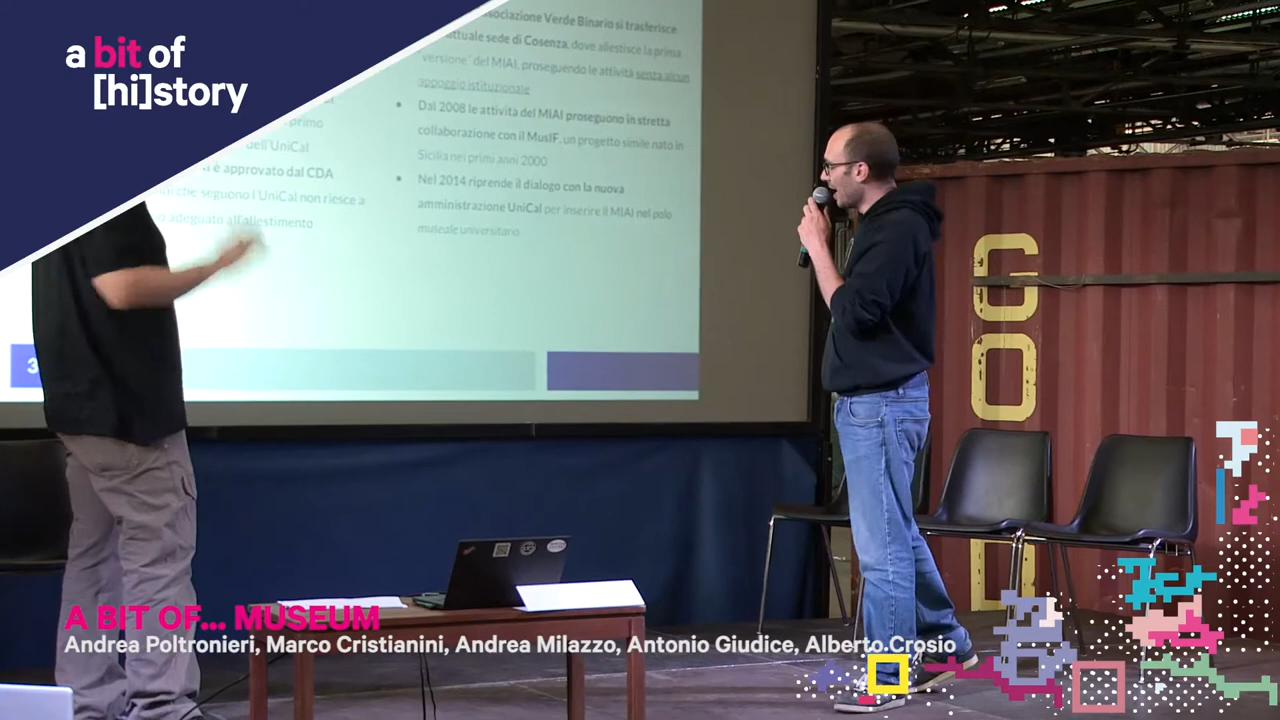 a bit of
[hi]story
sociazione Verde Binario si trasferisce
attuale sede di Cosenza, dove allestisce la prima
"versione" del MIAI, proseguendo le attività senza alcun
appoggio istituzionale
• Dal 2008 le attività del MIAI proseguono in stretta
collaborazione con il MusIF, un progetto simile nato in
Sicilia nei primi anni 2000
• Nel 2014 riprende il dialogo con la nuova
amministrazione UniCal per inserire il MIAI nel polo
museale universitario
primo
dell'UniCal
è approvato dal CDA
che seguono l'UniCal non riesce a
adeguato all'allestimento
3
GOLD
A BIT OF... MUSEUM
Andrea Poltronieri, Marco Cristianini, Andrea Milazzo, Antonio Giudice, Alberto Crosio